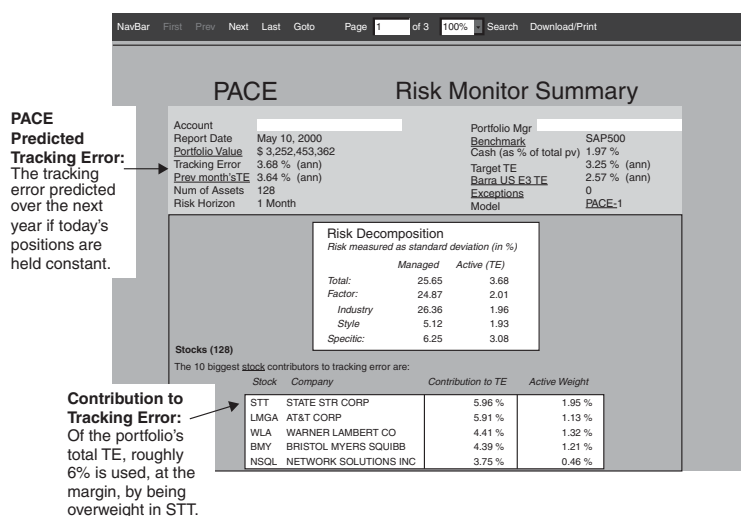 NavBar First Prev Next Last Goto Page 1 of 3 100% Search Download/Print
PACE Risk Monitor Summary
PACE
Predicted
Tracking Error:
The tracking
error predicted
over the next
year if today's
positions are
held constant.
Account
Report Date May 10, 2000
Portfolio Value $ 3,252,453,362
Tracking Error 3.68 % (ann)
Prev month'sTE 3.64 % (ann)
Num of Assets 128
Risk Horizon 1 Month
Portfolio Mgr
Benchmark SAP500
Cash (as % of total pv) 1.97 %
Target TE 3.25 % (ann)
Barra US E3 TE 2.57 % (ann)
Exceptions 0
Model PACE-1
Risk Decomposition
Risk measured as standard deviation (in %)
Managed Active (TE)
Total: 25.65 3.68
Factor: 24.87 2.01
Industry 26.36 1.96
Style 5.12 1.93
Specitic: 6.25 3.08
Stocks (128)
The 10 biggest stock contributors to tracking error are:
Stock Company Contribution to TE Active Weight
STT STATE STR CORP 5.96 % 1.95 %
LMGA AT&T CORP 5.91 % 1.13 %
WLA WARNER LAMBERT CO 4.41 % 1.32 %
BMY BRISTOL MYERS SQUIBB 4.39 % 1.21 %
NSQL NETWORK SOLUTIONS INC 3.75 % 0.46 %
Contribution to
Tracking Error:
Of the portfolio's
total TE, roughly
6% is used, at the
margin, by being
overweight in STT.